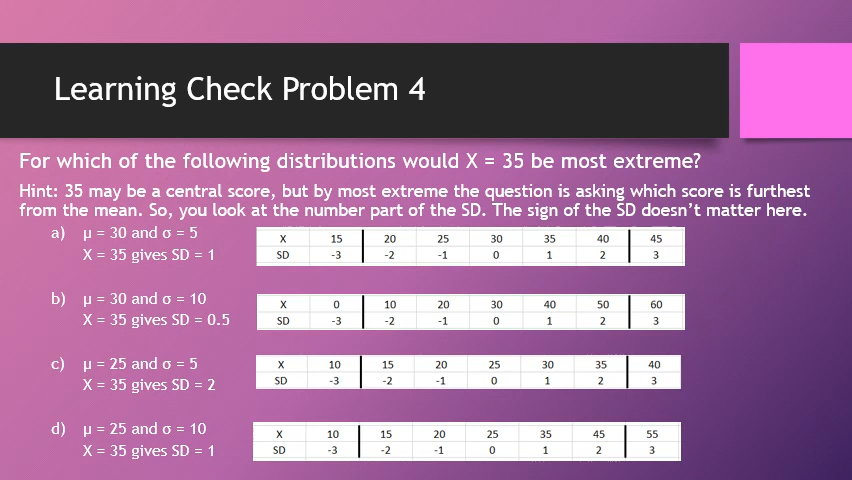 Learning Check Problem 4
For which of the following distributions would X = 35 be most extreme?
Hint: 35 may be a central score, but by most extreme the question is asking which score is furthest
from the mean. So, you look at the number part of the SD. The sign of the SD doesn’t matter here.
a) μ = 30 and σ = 5
X = 35 gives SD = 1
X 15 20 25 30 35 40 45
SD -3 -2 -1 0 1 2 3
b) μ = 30 and σ = 10
X = 35 gives SD = 0.5
X 0 10 20 30 40 50 60
SD -3 -2 -1 0 1 2 3
c) μ = 25 and σ = 5
X = 35 gives SD = 2
X 10 15 20 25 30 35 40
SD -3 -2 -1 0 1 2 3
d) μ = 25 and σ = 10
X = 35 gives SD = 1
X 10 15 20 25 35 45 55
SD -3 -2 -1 0 1 2 3